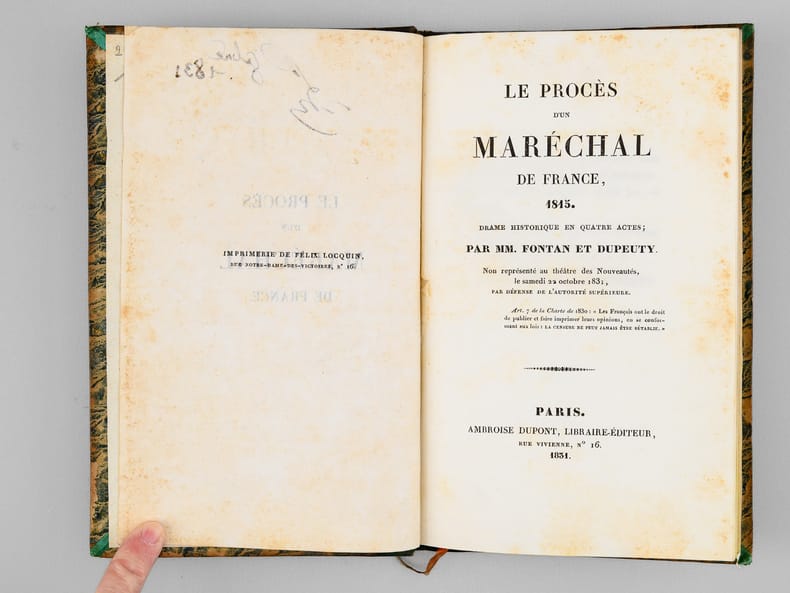 2
1831
IMPRIMERIE DE FÉLIX LOCQUIN,
RUE NOTRE-DAME-DES-VICTOIRES, N° 16.
LE PROCÈS
D'UN
MARÉCHAL
DE FRANCE,
1815.
DRAME HISTORIQUE EN QUATRE ACTES;
PAR MM. FONTAN ET DUPEUTY.
Non représenté au théâtre des Nouveautés,
le samedi 22 octobre 1831,
PAR DÉFENSE DE L'AUTORITÉ SUPÉRIEURE.
Art. 7 de la Charte de 1830 : « Les Français ont le droit
de publier et faire imprimer leurs opinions, en se confor-
mant aux lois : LA CENSURE NE PEUT JAMAIS ÊTRE RÉTABLIE. »
PARIS.
AMBROISE DUPONT, LIBRAIRE-ÉDITEUR,
RUE VIVIENNE, N° 16.
1831.